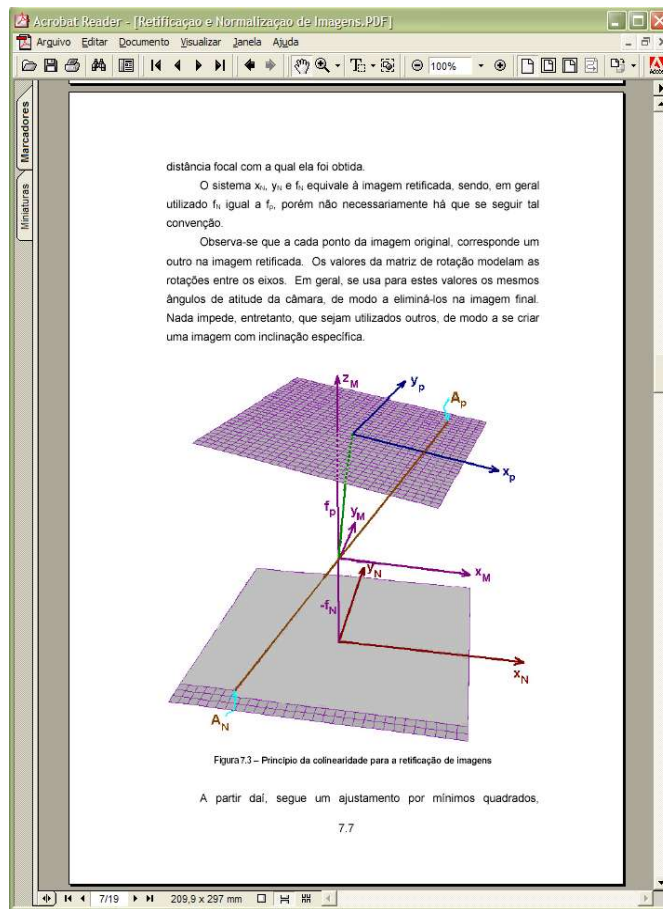 Acrobat Reader - [Retificaçao e Normalizaçao de Imagens.PDF]
Arquivo Editar Documento Visualizar Janela Ajuda
100%
Adobe
Marcadores
Miniaturas
distância focal com a qual ela foi obtida.
O sistema xN, yN e fN equivale à imagem retificada, sendo, em geral
utilizado fN igual a fp, porém não necessariamente há que se seguir tal
convenção.
Observa-se que a cada ponto da imagem original, corresponde um
outro na imagem retificada. Os valores da matriz de rotação modelam as
rotações entre os eixos. Em geral, se usa para estes valores os mesmos
ângulos de atitude da câmara, de modo a eliminá-los na imagem final.
Nada impede, entretanto, que sejam utilizados outros, de modo a se criar
uma imagem com inclinação específica.
zM
yp
Ap
xp
fp
yM
xM
yN
-fN
xN
AN
Figura 7.3 – Princípio da colinearidade para a retificação de imagens
A partir daí, segue um ajustamento por mínimos quadrados,
7.7
7/19
209,9 x 297 mm